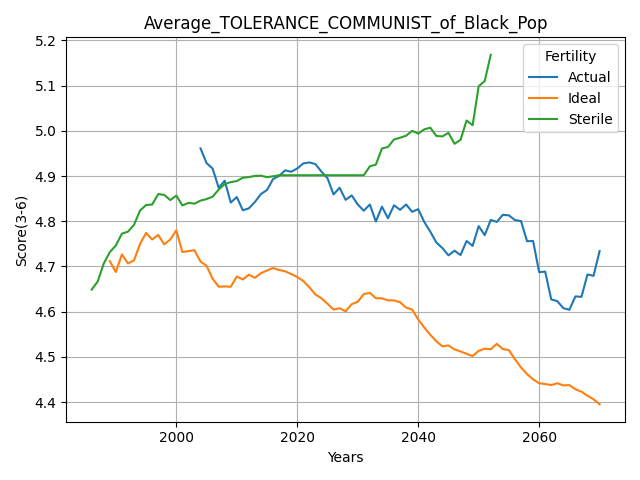 Average_TOLERANCE_COMMUNIST_of_Black_Pop
Score(3-6)
5.2
5.1
5.0
4.9
4.8
4.7
4.6
4.5
4.4
Fertility
Actual
Ideal
Sterile
2000 2020 2040 2060
Years